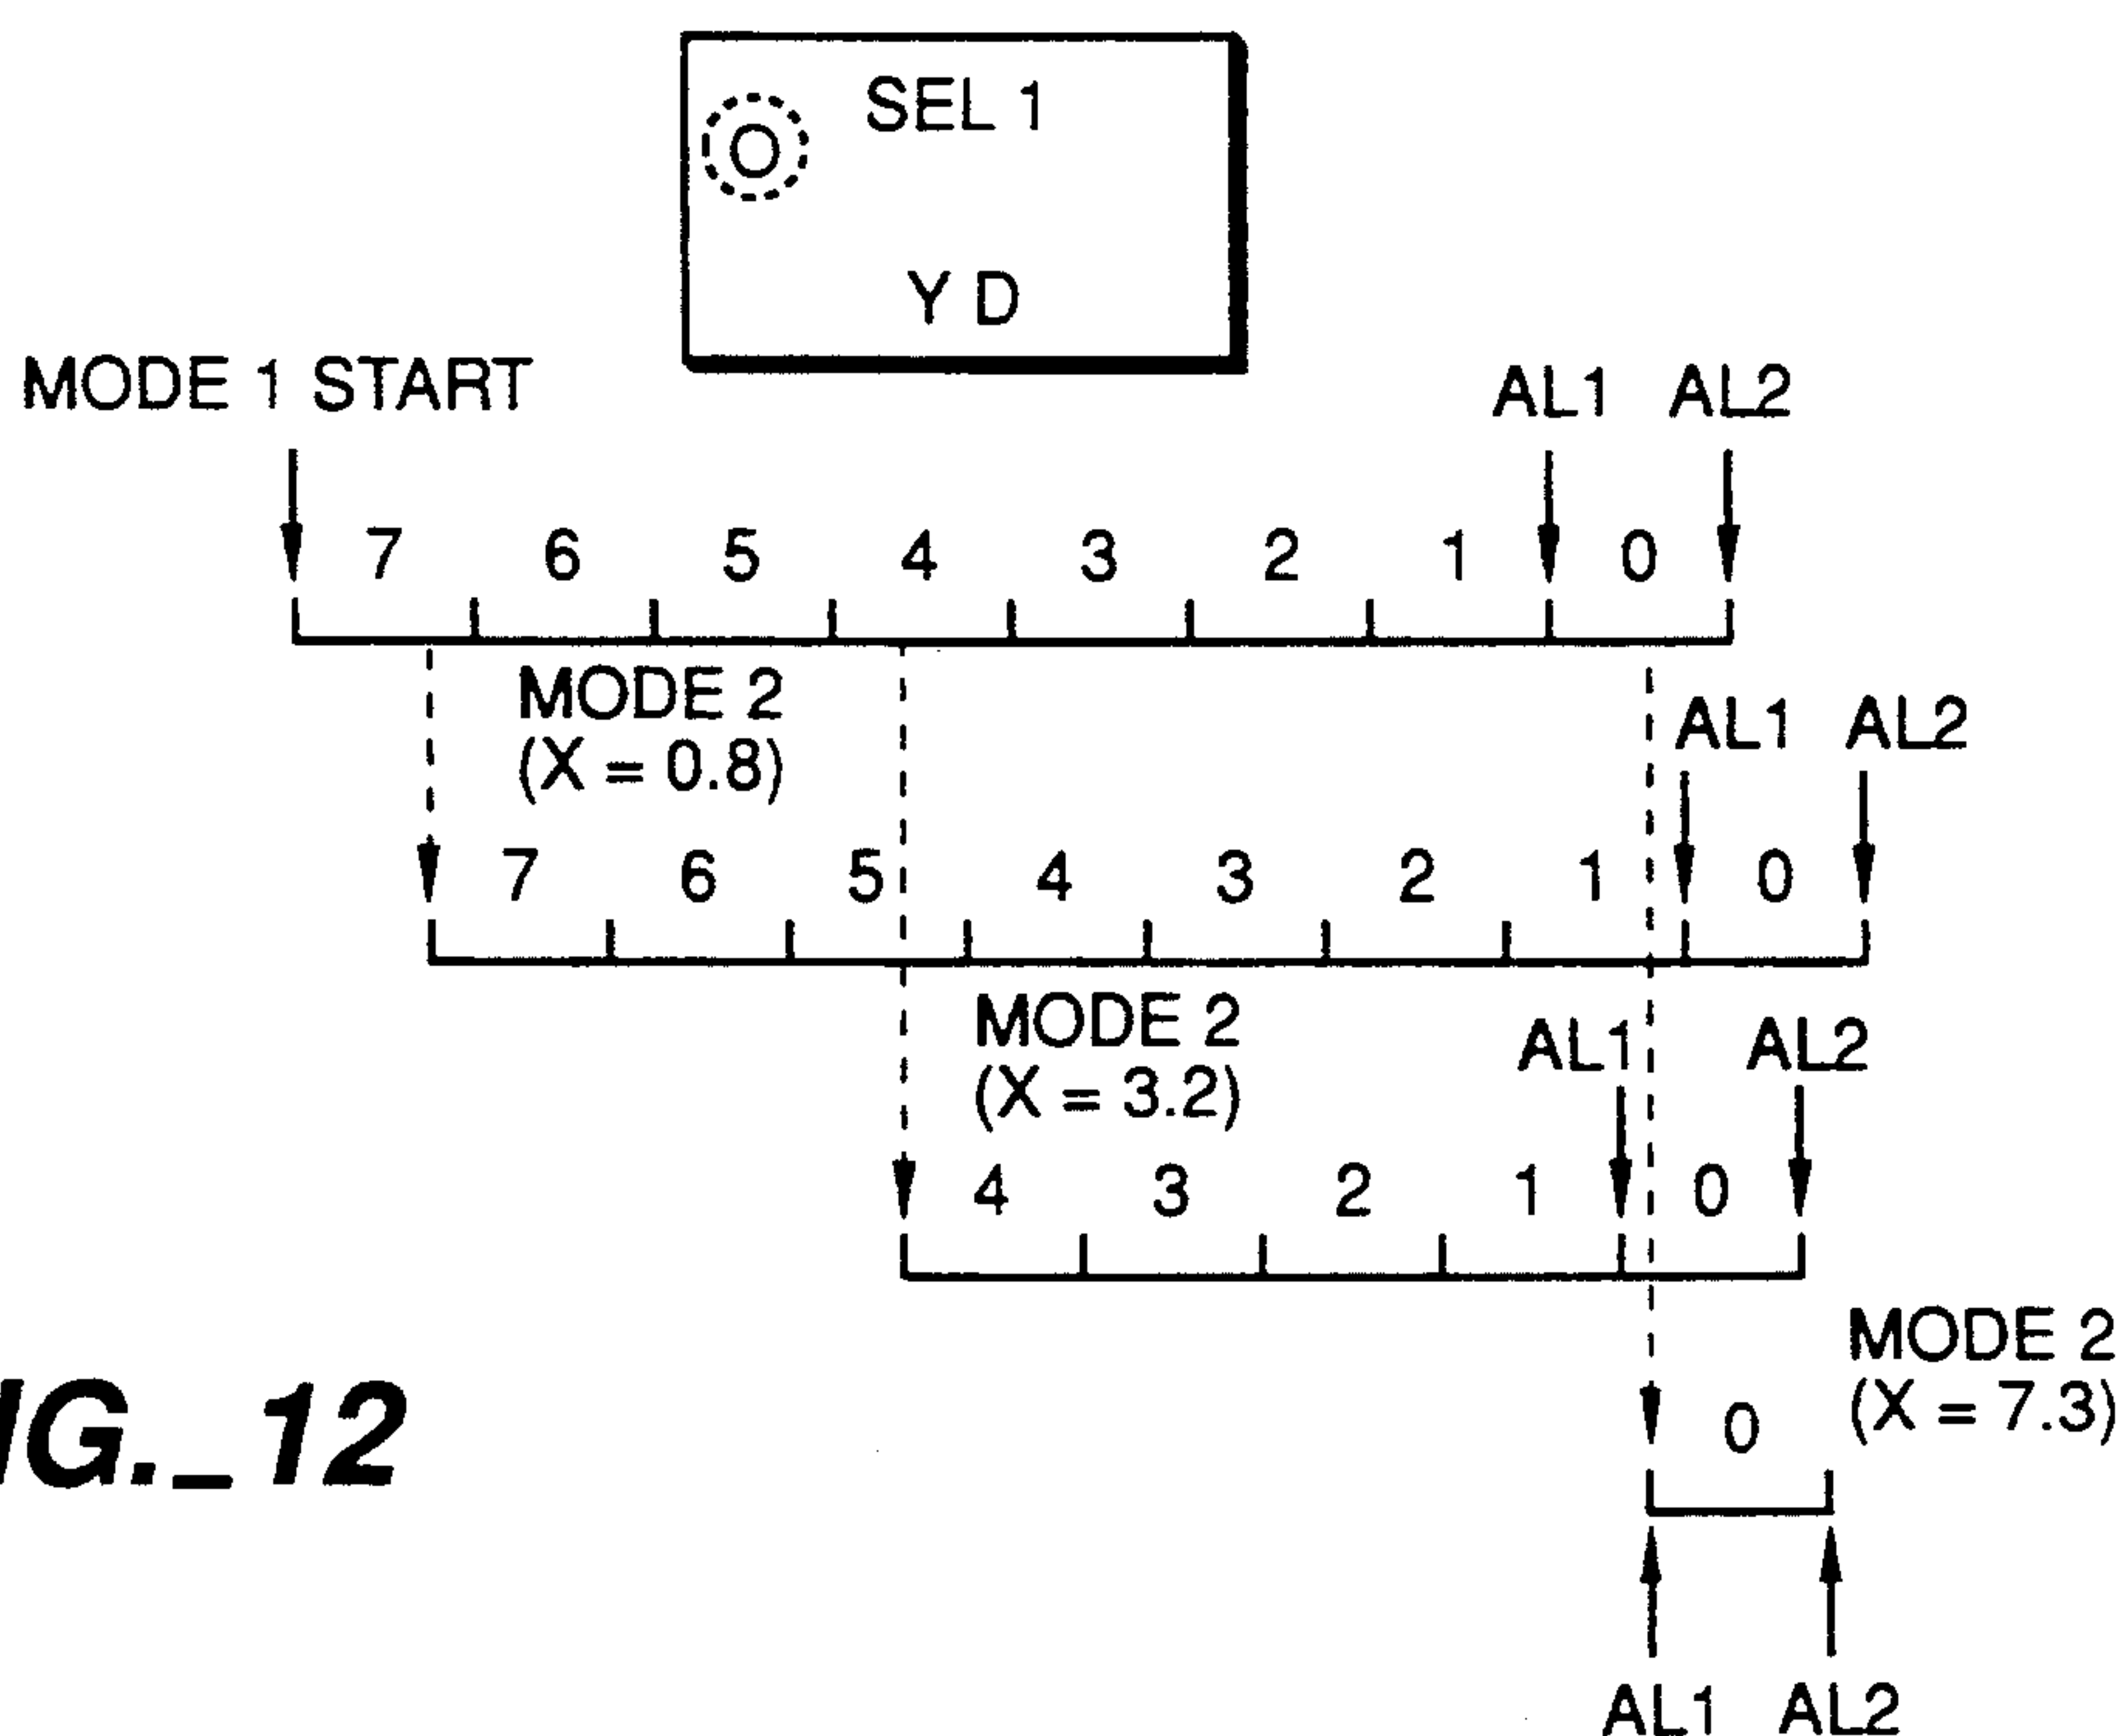 SEL 1
Y D
MODE 1 START
AL1 AL2
7 6 5 4 3 2 1 0
MODE 2
(X = 0.8)
AL1 AL2
7 6 5 4 3 2 1 0
MODE 2
(X = 3.2)
AL1 AL2
4 3 2 1 0
MODE 2
(X = 7.3)
0
AL1 AL2
IG._12